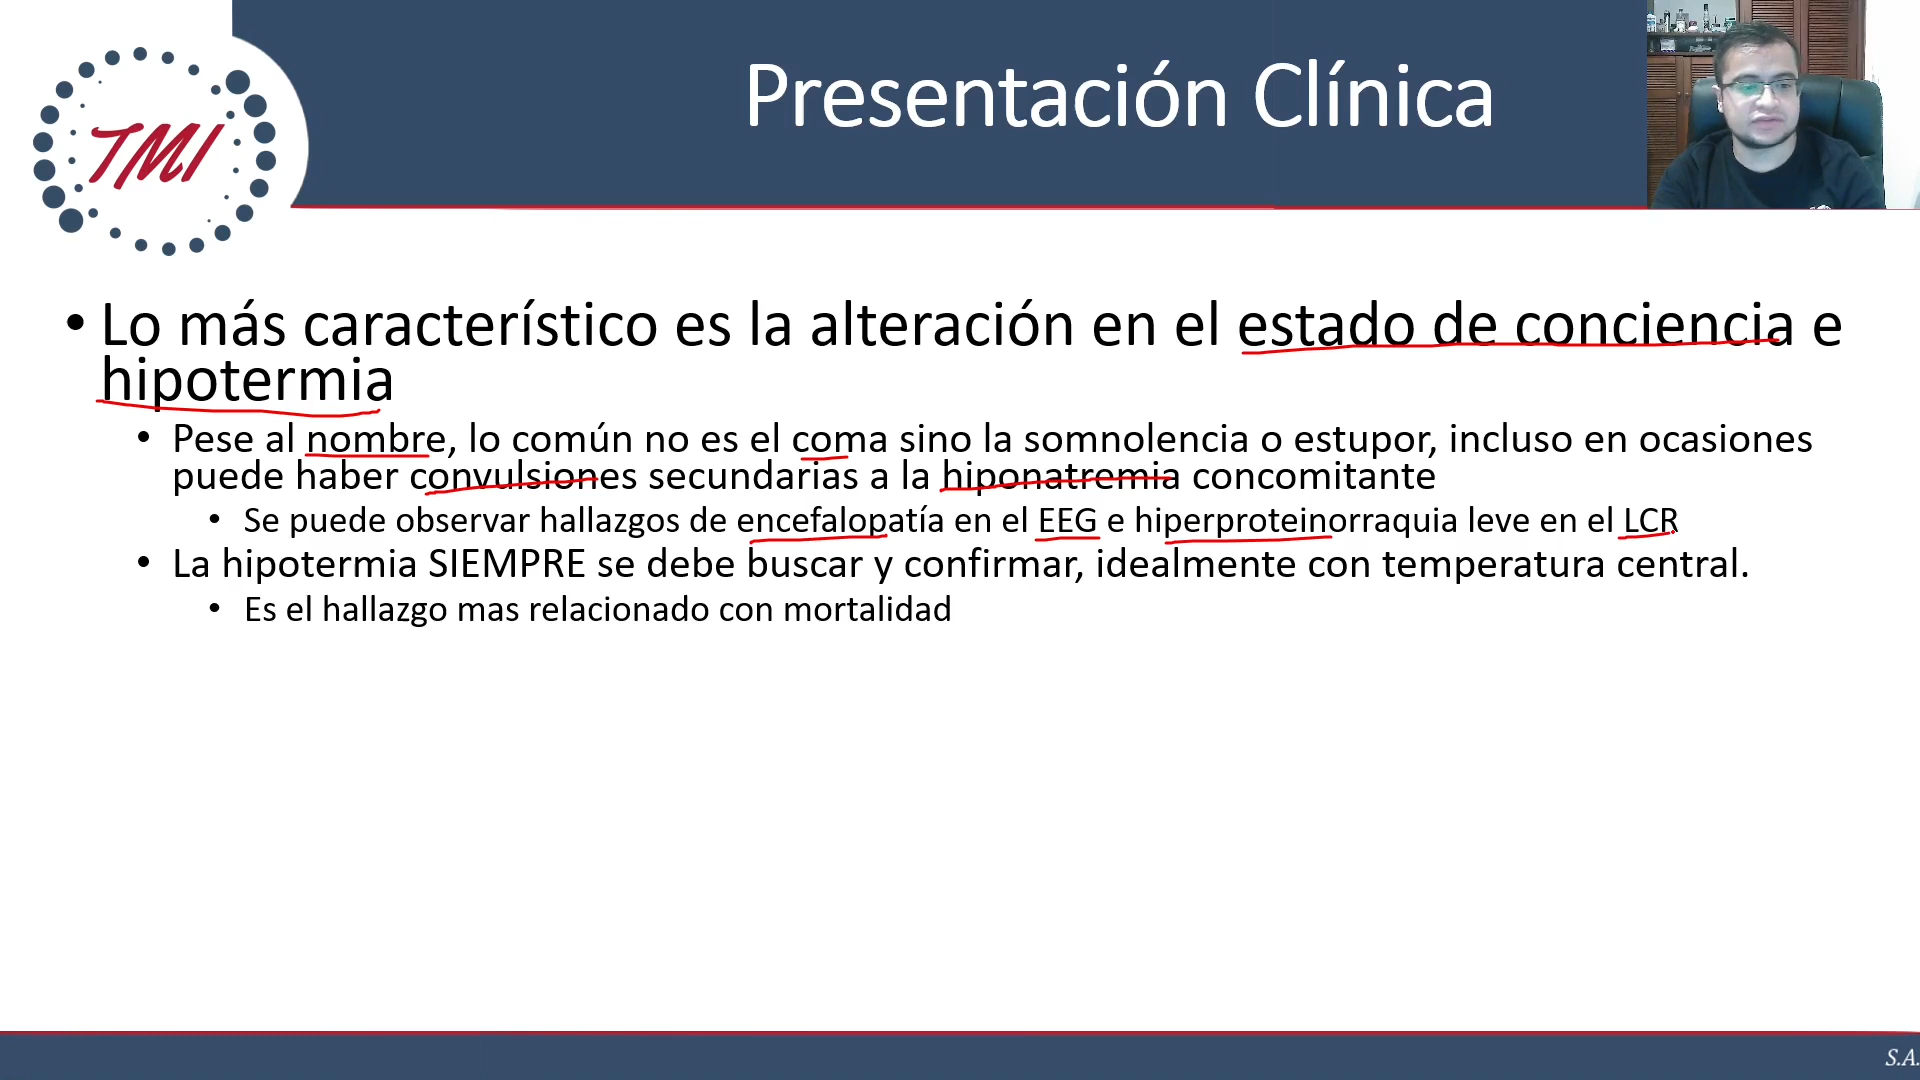 Presentación Clínica
TMI
• Lo más característico es la alteración en el estado de conciencia e
hipotermia
• Pese al nombre, lo común no es el coma sino la somnolencia o estupor, incluso en ocasiones
puede haber convulsiones secundarias a la hiponatremia concomitante
• Se puede observar hallazgos de encefalopatía en el EEG e hiperproteinorraquia leve en el LCR
• La hipotermia SIEMPRE se debe buscar y confirmar, idealmente con temperatura central.
• Es el hallazgo mas relacionado con mortalidad
S.A.